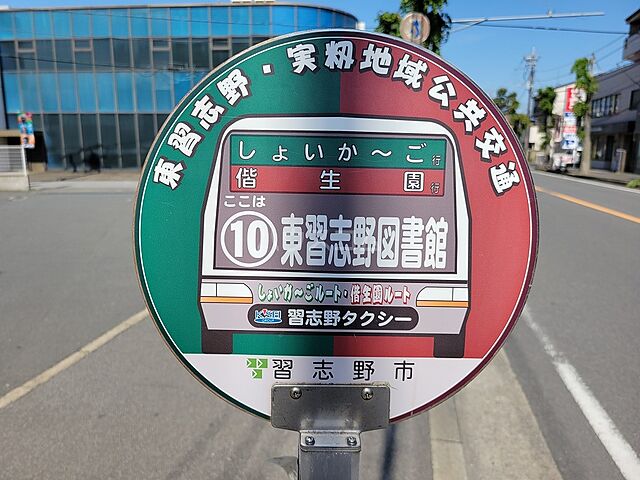 東習志野・実籾地域公共交通
しょいか～ご行
偕生園行
ここは
⑩東習志野図書館
しょいか～ごルート・偕生園ルート
習志野タクシー
習志野市